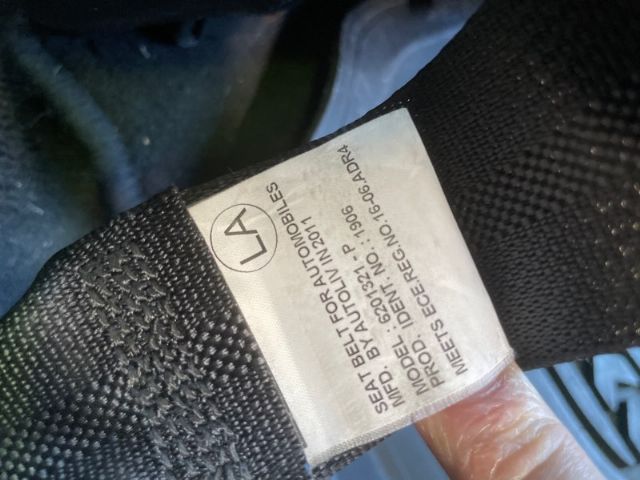 LA
SEAT BELT FOR AUTOMOBILES
MFD. BY AUTOLIV IN 2011
MODEL : 6201321 - P
PROD. IDENT. NO. : 1906
MEETS ECE.REG.NO.16-06.ADR4